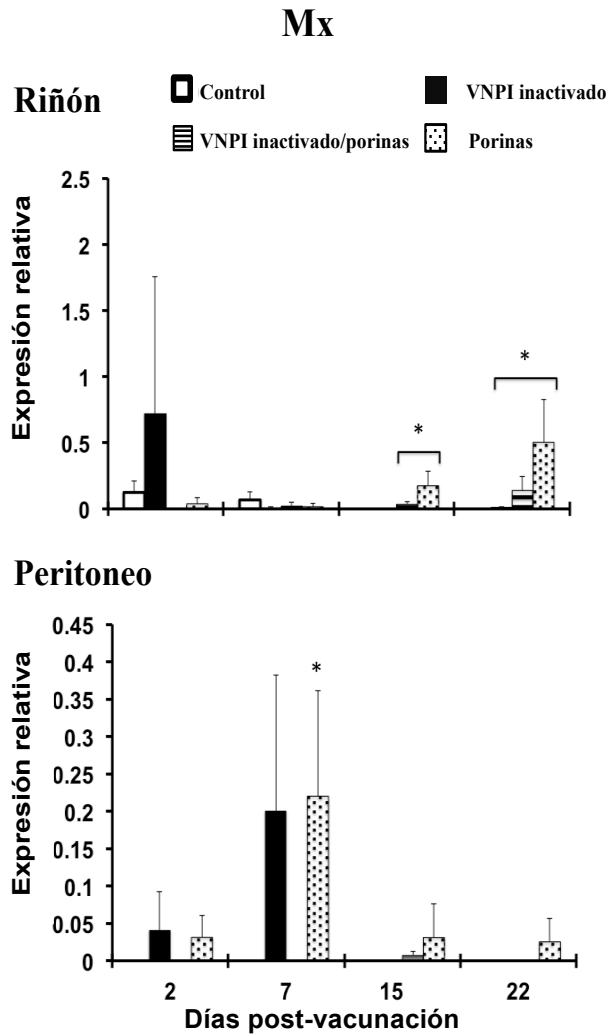 Mx
Riñón
Control
VNPI inactivado
VNPI inactivado/porinas
Porinas
Expresión relativa
2.5
2
1.5
1
0.5
0
*
*
Peritoneo
Expresión relativa
0.45
0.4
0.35
0.3
0.25
0.2
0.15
0.1
0.05
0
*
2 7 15 22
Días post-vacunación